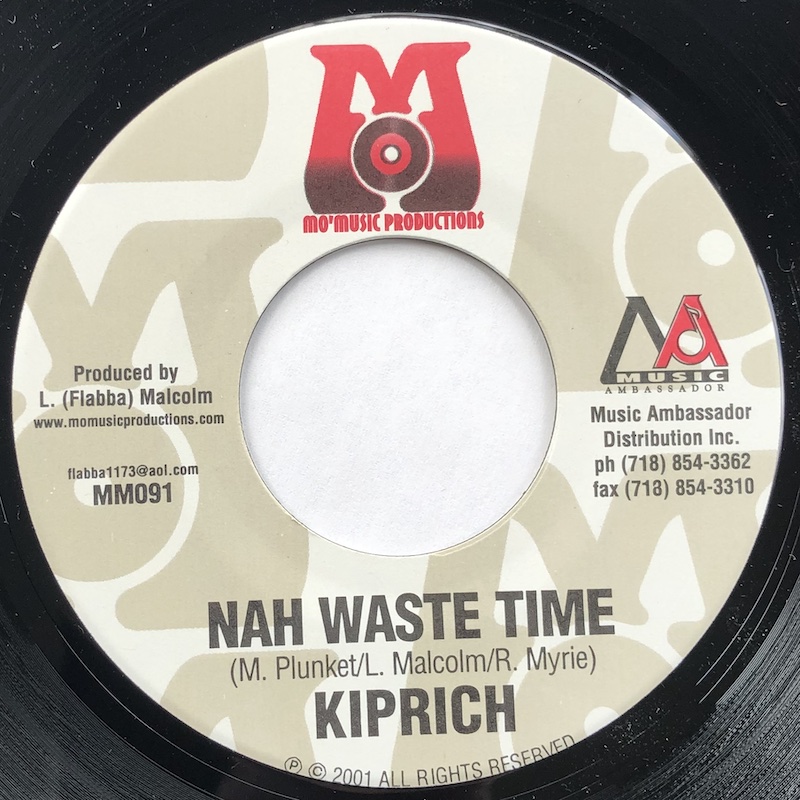 MO'MUSIC PRODUCTIONS
Produced by
L. (Flabba) Malcolm
www.momusicproductions.com
flabba1173@aol.com
MM091
MUSIC
AMBASSADOR
Music Ambassador
Distribution Inc.
ph (718) 854-3362
fax (718) 854-3310
NAH WASTE TIME
(M. Plunket/L. Malcolm/R. Myrie)
KIPRICH
℗ © 2001 ALL RIGHTS RESERVED